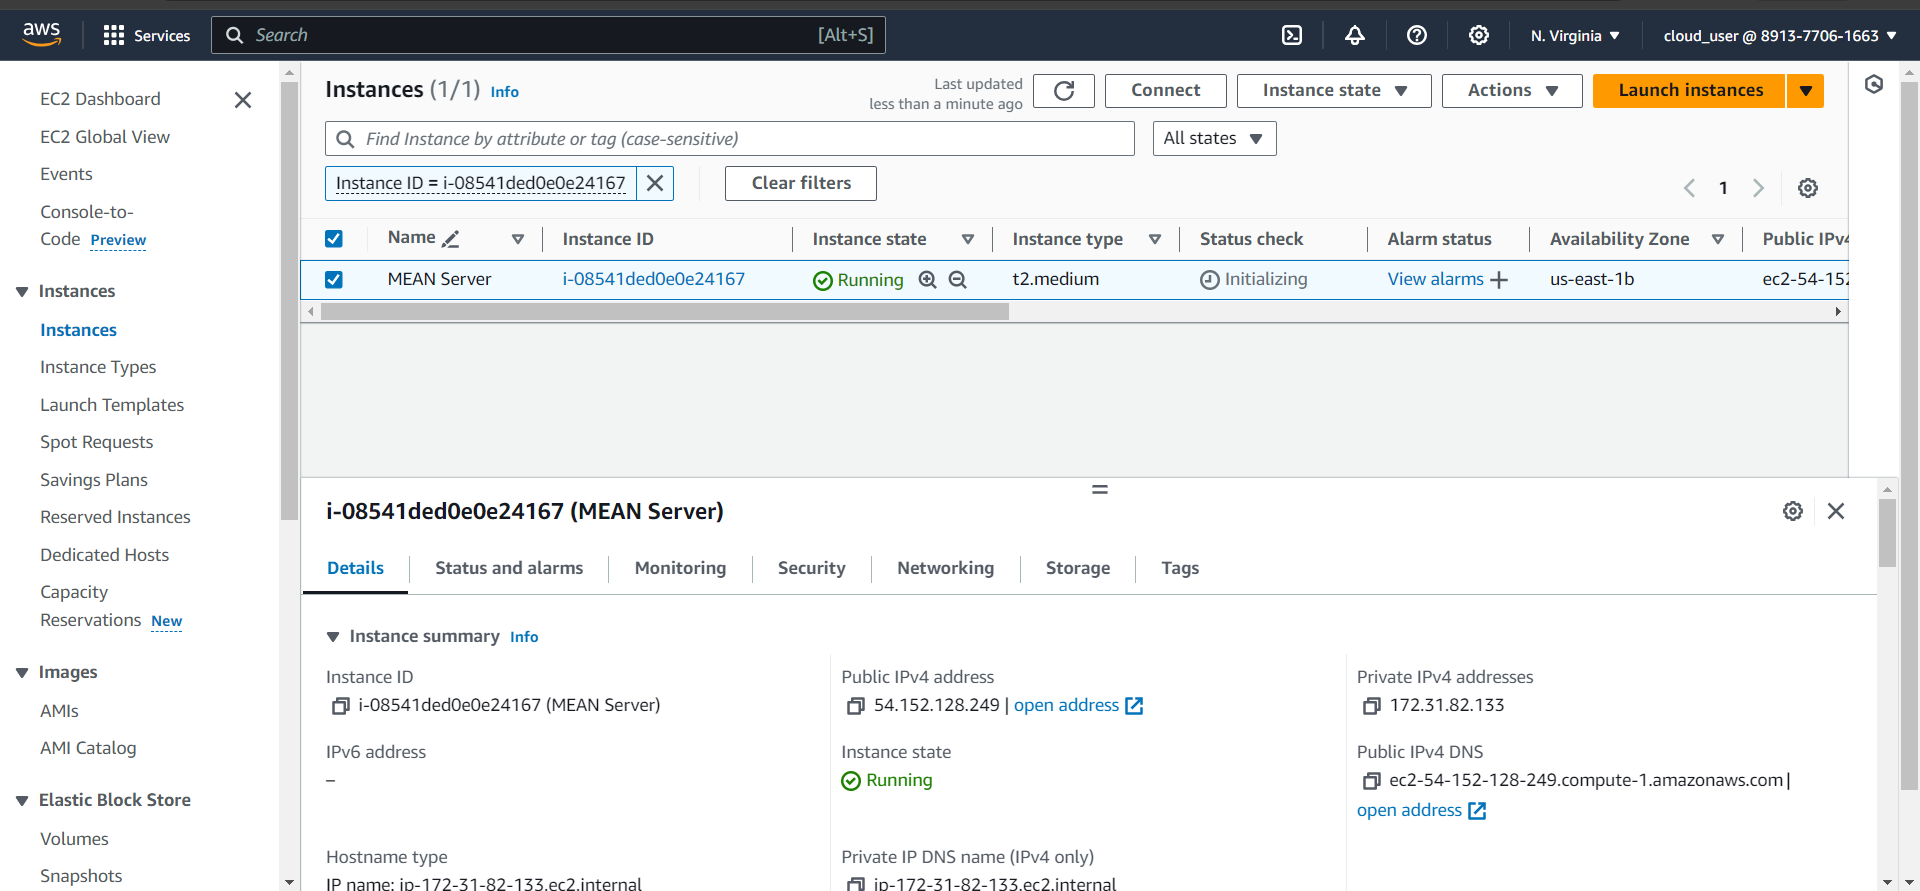 aws
Services
Search
[Alt+S]
N. Virginia
cloud_user @ 8913-7706-1663
EC2 Dashboard
EC2 Global View
Events
Console-to-
Code Preview
Instances
Instances
Instance Types
Launch Templates
Spot Requests
Savings Plans
Reserved Instances
Dedicated Hosts
Capacity
Reservations New
Images
AMIs
AMI Catalog
Elastic Block Store
Volumes
Snapshots
Instances (1/1) Info
Last updated
less than a minute ago
Connect
Instance state
Actions
Launch instances
Find Instance by attribute or tag (case-sensitive)
All states
Instance ID = i-08541ded0e0e24167
Clear filters
1
Name Instance ID Instance state Instance type Status check Alarm status Availability Zone Public IPv4
MEAN Server i-08541ded0e0e24167 Running t2.medium Initializing View alarms + us-east-1b ec2-54-152
i-08541ded0e0e24167 (MEAN Server)
Details Status and alarms Monitoring Security Networking Storage Tags
Instance summary Info
Instance ID
i-08541ded0e0e24167 (MEAN Server)
Public IPv4 address
54.152.128.249 | open address
Private IPv4 addresses
172.31.82.133
IPv6 address
–
Instance state
Running
Public IPv4 DNS
ec2-54-152-128-249.compute-1.amazonaws.com |
open address
Hostname type
IP name: ip-172-31-82-133.ec2.internal
Private IP DNS name (IPv4 only)
ip-172-31-82-133.ec2.internal